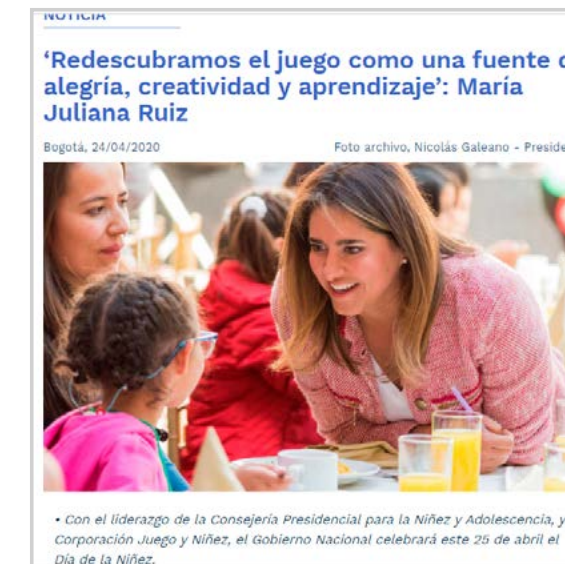 NOTICIA
‘Redescubramos el juego como una fuente d
alegría, creatividad y aprendizaje’: María
Juliana Ruiz
Bogotá, 24/04/2020 Foto archivo, Nicolás Galeano - Preside
• Con el liderazgo de la Consejería Presidencial para la Niñez y Adolescencia, y
Corporación Juego y Niñez, el Gobierno Nacional celebrará este 25 de abril el
Día de la Niñez.